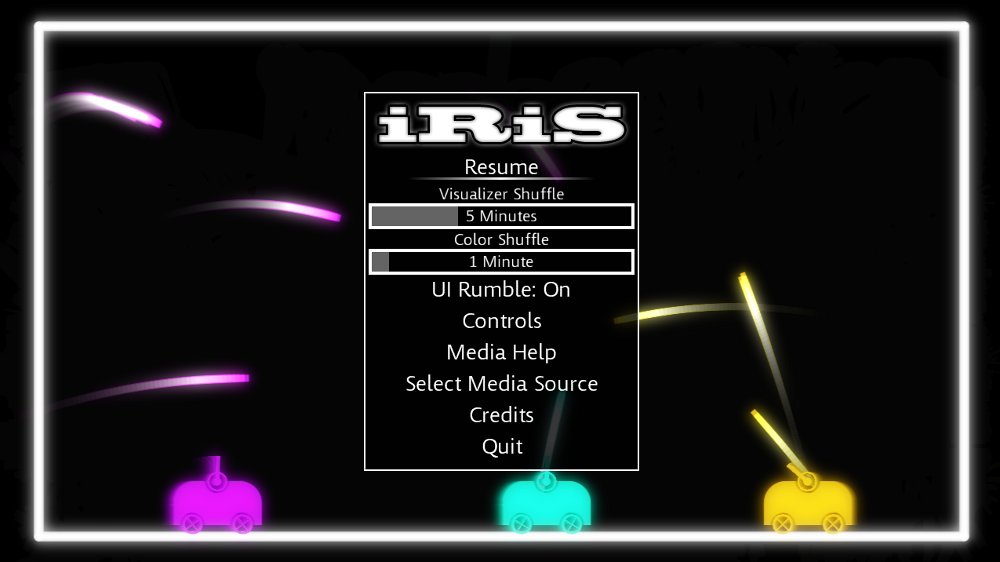 iRiS
Resume
Visualizer Shuffle
5 Minutes
Color Shuffle
1 Minute
UI Rumble: On
Controls
Media Help
Select Media Source
Credits
Quit